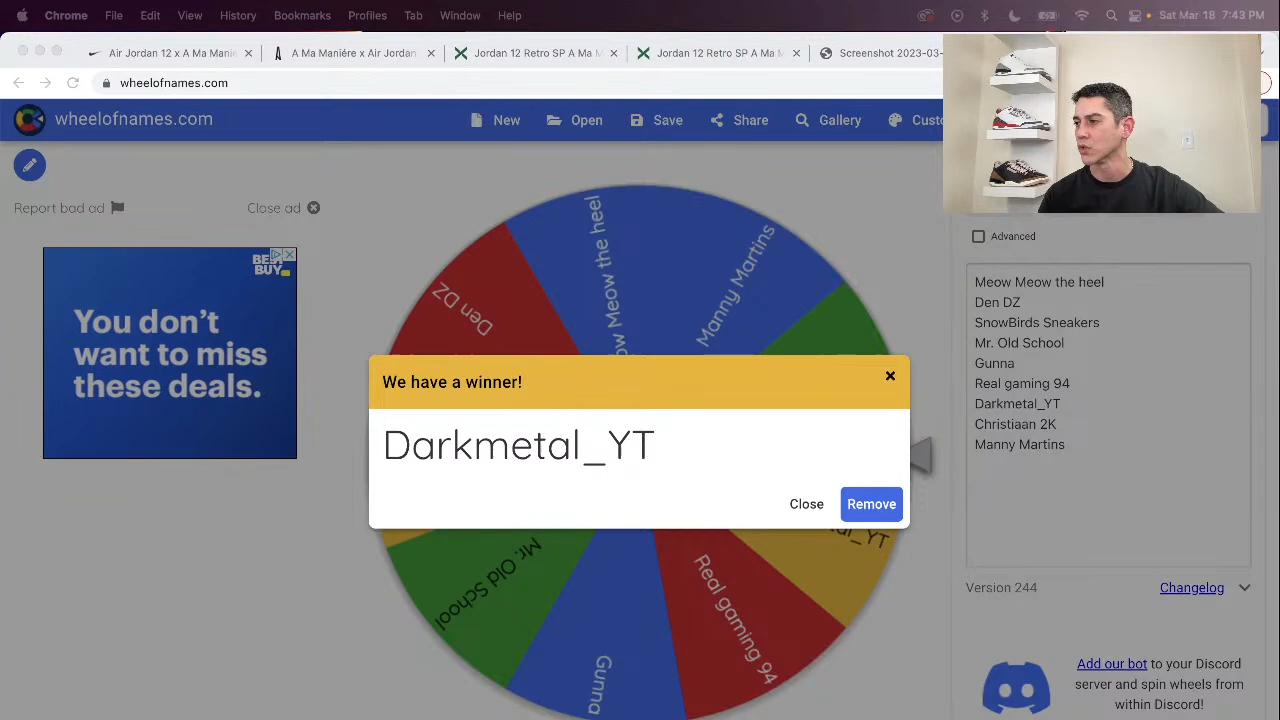 Chrome File Edit View History Bookmarks Profiles Tab Window Help Sat Mar 18 7:43 PM
Air Jordan 12 x A Ma Manié A Ma Maniére x Air Jordan Jordan 12 Retro SP A Ma M Jordan 12 Retro SP A Ma M Screenshot 2023-03-
wheelofnames.com
wheelofnames.com New Open Save Share Gallery Custo
Report bad ad Close ad
BEST BUY
You don't
want to miss
these deals.
Den DZ
ow Meow the heel
Manny Martins
We have a winner!
Darkmetal_YT
Close Remove
Mr. Old School
Gunna
Real gaming 94
al_YT
Advanced
Meow Meow the heel
Den DZ
SnowBirds Sneakers
Mr. Old School
Gunna
Real gaming 94
Darkmetal_YT
Christiaan 2K
Manny Martins
Version 244 Changelog
Add our bot to your Discord
server and spin wheels from
within Discord!